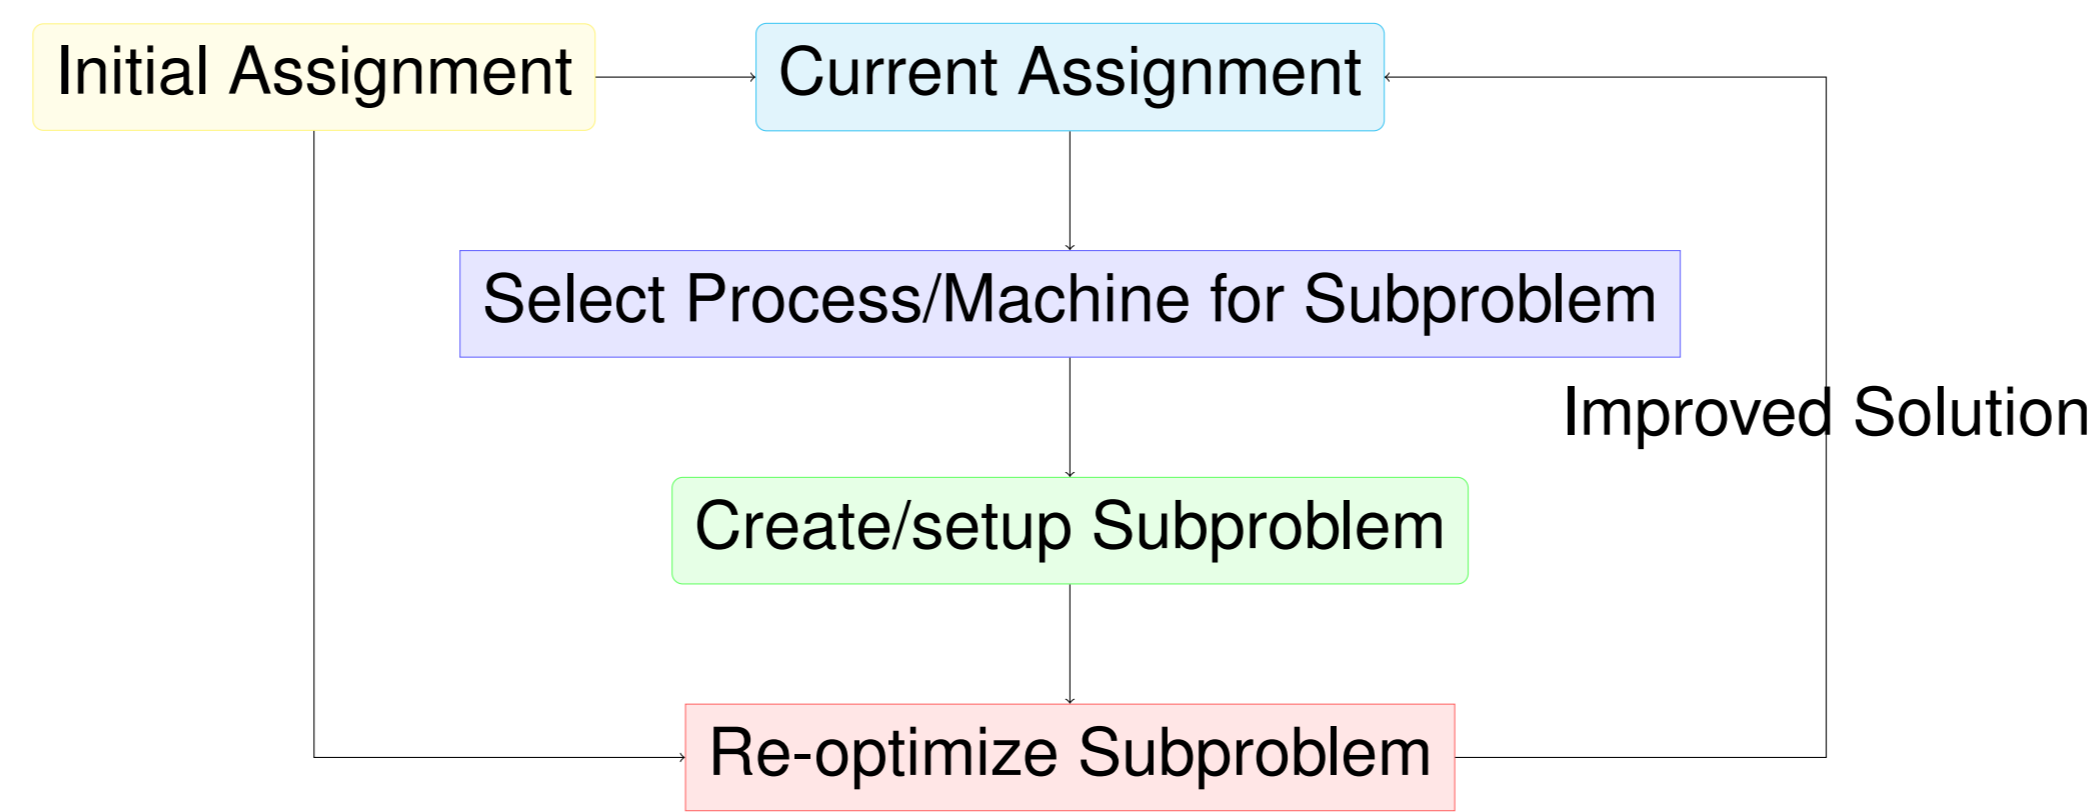 Initial Assignment
Current Assignment
Select Process/Machine for Subproblem
Improved Solution
Create/setup Subproblem
Re-optimize Subproblem